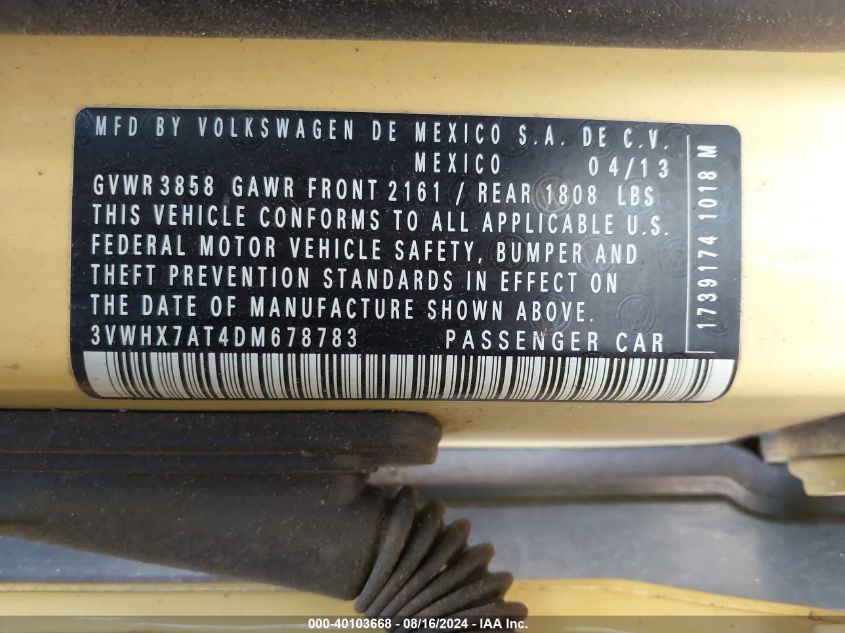 MFD BY VOLKSWAGEN DE MEXICO S.A. DE C.V.
MEXICO 04/13
GVWR 3858 GAWR FRONT 2161 / REAR 1808 LBS
THIS VEHICLE CONFORMS TO ALL APPLICABLE U.S.
FEDERAL MOTOR VEHICLE SAFETY, BUMPER AND
THEFT PREVENTION STANDARDS IN EFFECT ON
THE DATE OF MANUFACTURE SHOWN ABOVE.
3VWHX7AT4DM678783 PASSENGER CAR
1739174 1018 M
000-40103668 - 08/16/2024 - IAA Inc.